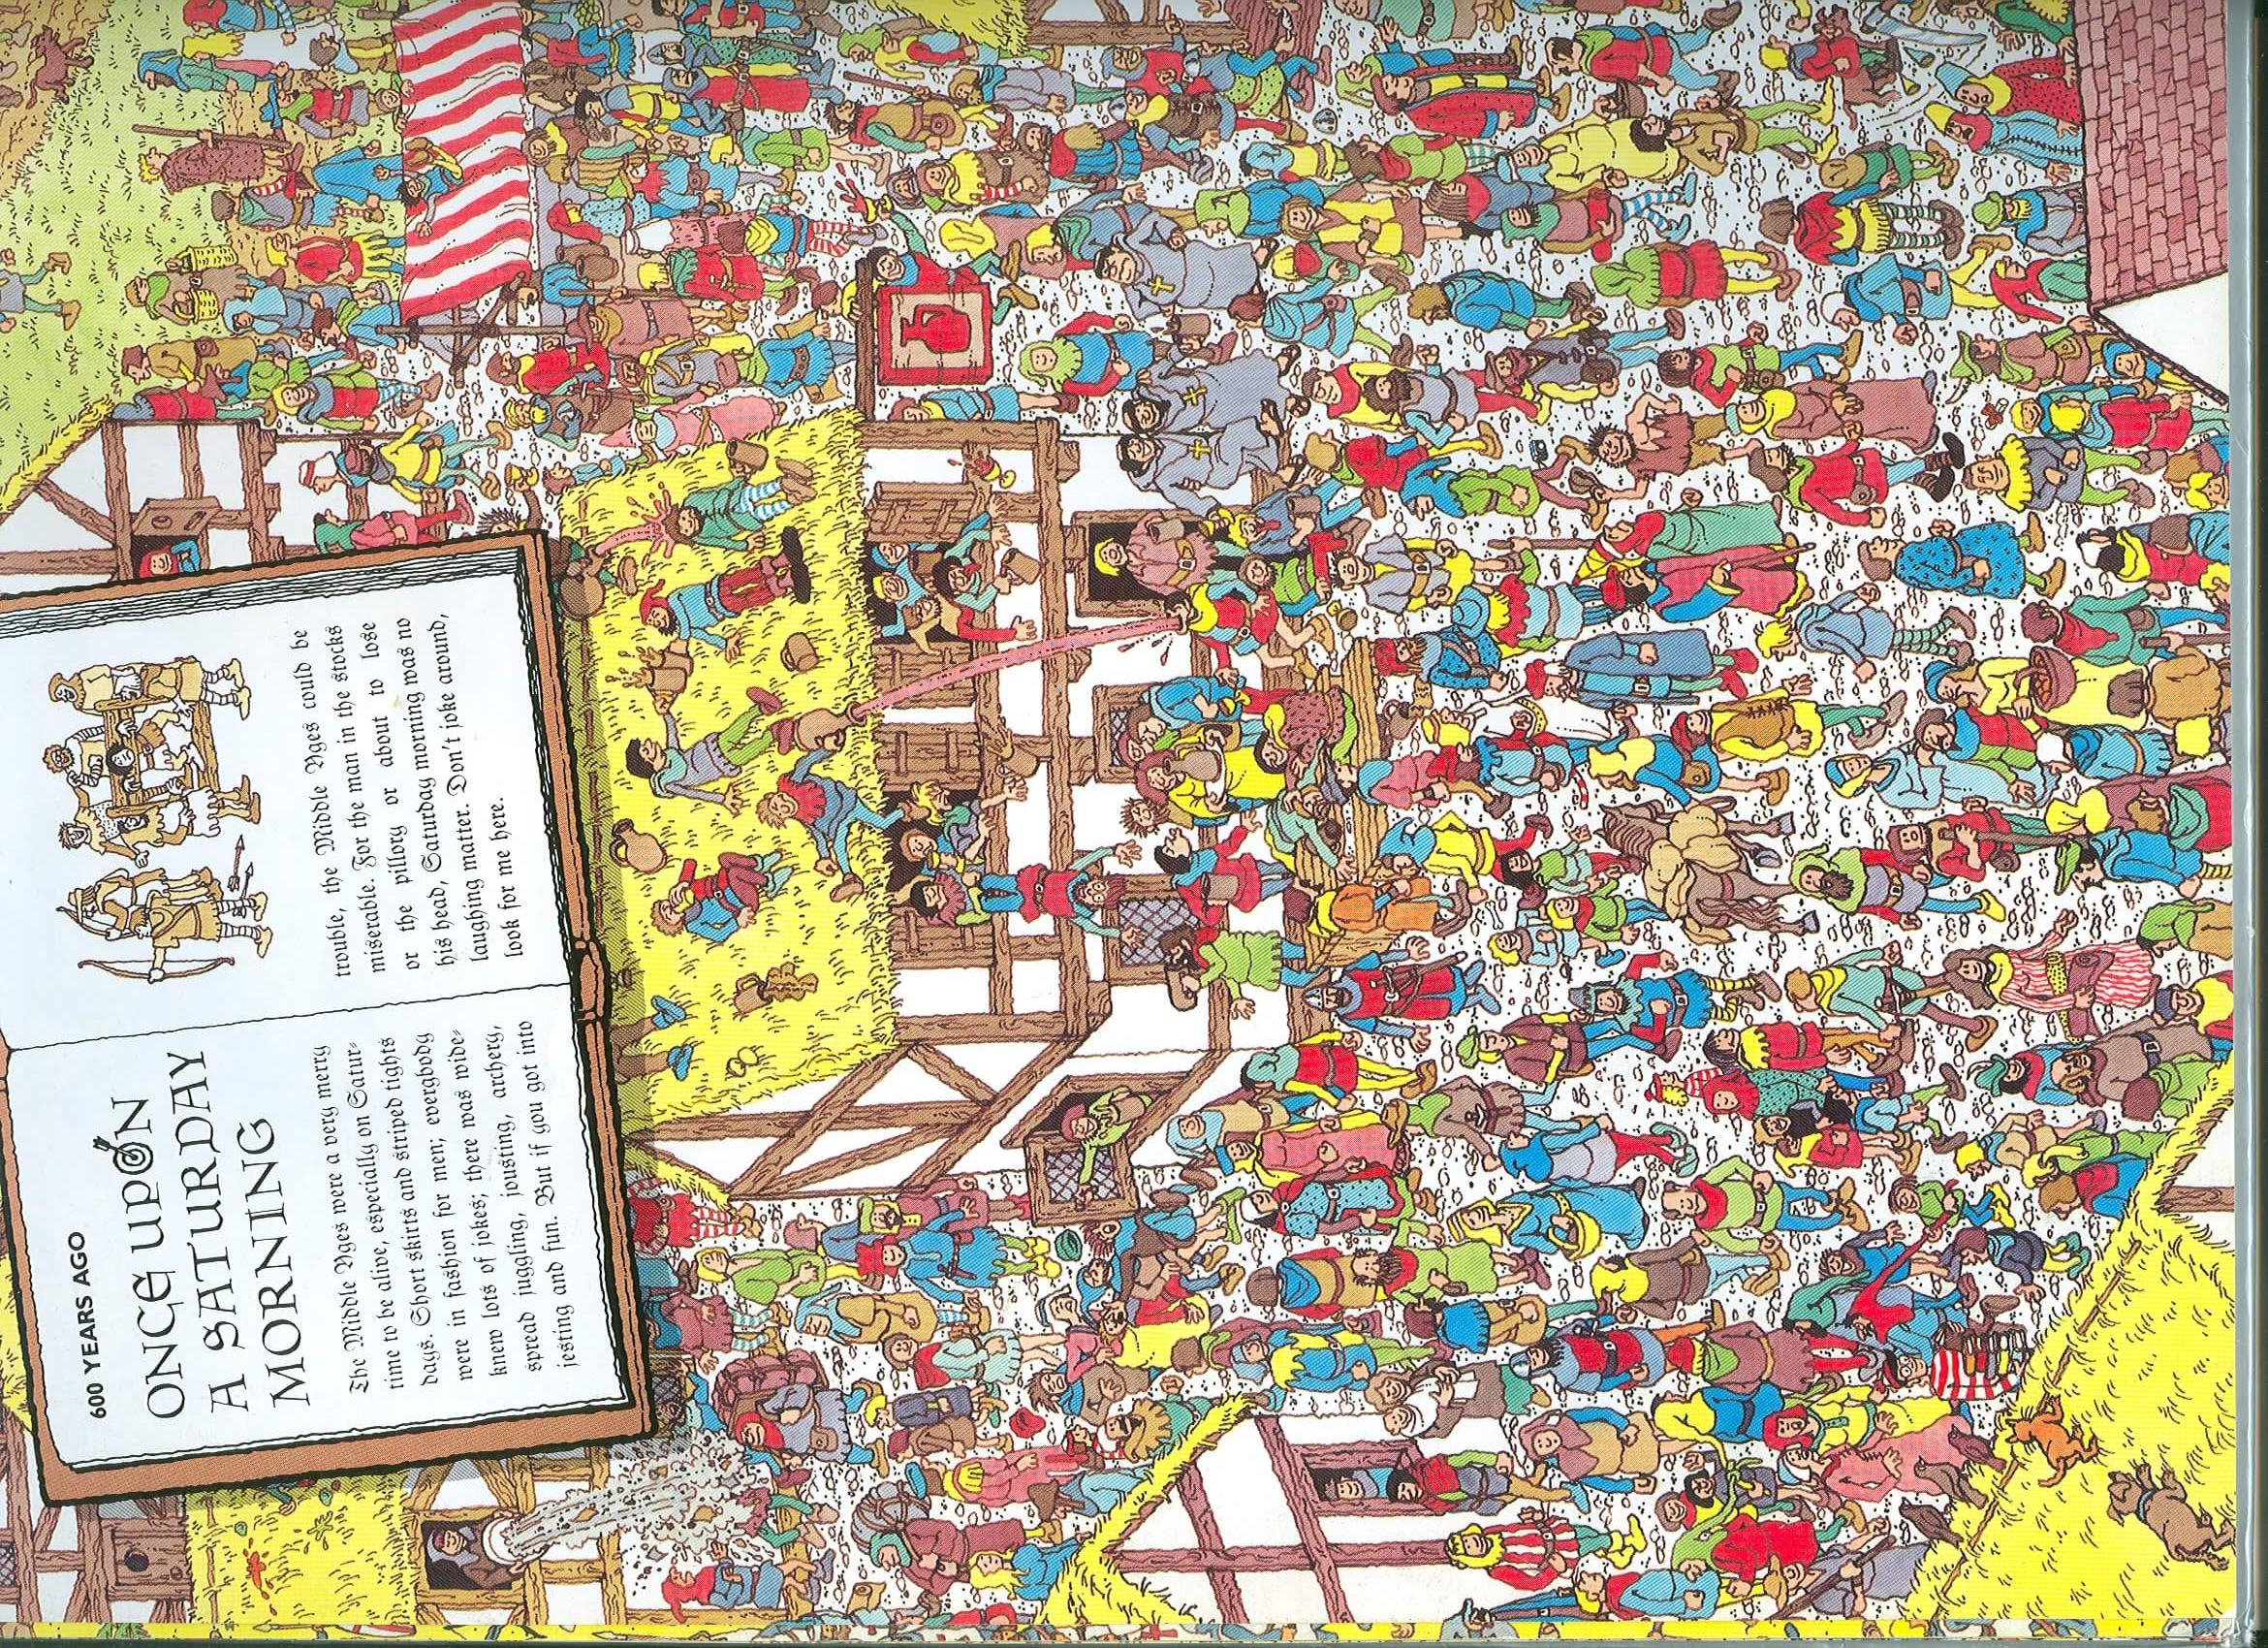 600 YEARS AGO
ONCE UPON
A SATURDAY
MORNING
The Middle Ages were a very merry
time to be alive, especially on Satur-
days. Short skirts and striped tights
were in fashion for men; everybody
knew lots of jokes; there was wide-
spread juggling, jousting, archery,
jesting and fun. But if you got into
trouble, the Middle Ages could be
miserable. For the man in the stocks
or the pillory or about to lose
his head, Saturday morning was no
laughing matter. Don't joke around,
look for me here.